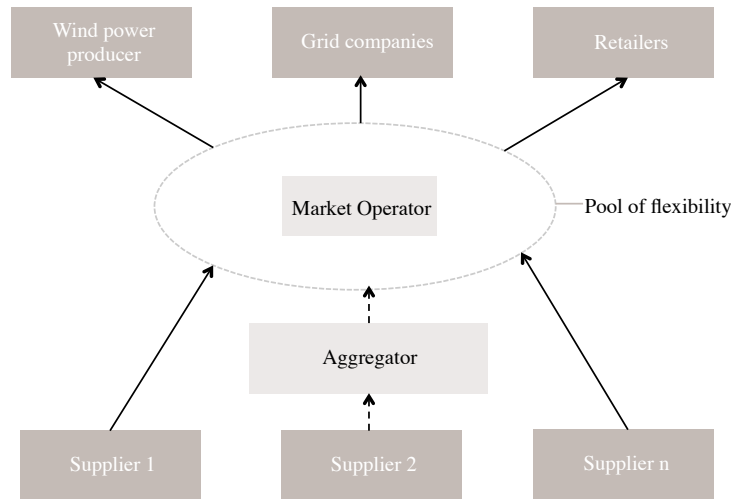 Wind power
producer
Grid companies
Retailers
Market Operator
Pool of flexibility
Aggregator
Supplier 1
Supplier 2
Supplier n